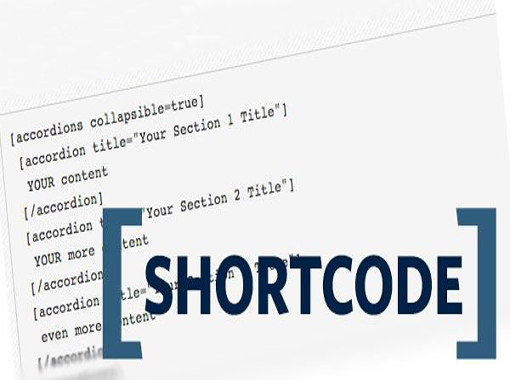 [accordions collapsible=true]
[accordion title="Your Section 1 Title"]
YOUR content
[/accordion]
[accordion "Your Section 2 Title"]
YOUR more
[/accordion
[accordion
even more
[/accordio
[SHORTCODE]